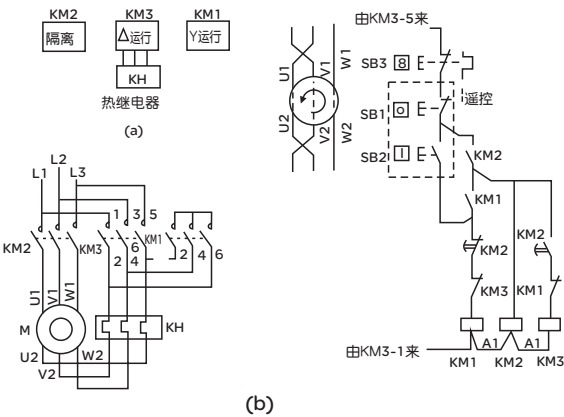 KM2 KM3 KM1
隔离 Δ运行 Y运行
KH
热继电器
(a)
L1 L2 L3
1 3 5
KM2 KM3 6 KM1
2 4 2 4 6
U1 V1 W1
M KH
U2 W2
V2
由KM3-5来
U1 V1 W1
SB3 8 E
遥控
SB1 o E
U2 V2 W2
SB2 I E
KM2
KM1
KM2 KM2
KM3 KM1
由KM3-1来 A1 A1
KM1 KM2 KM3
(b)